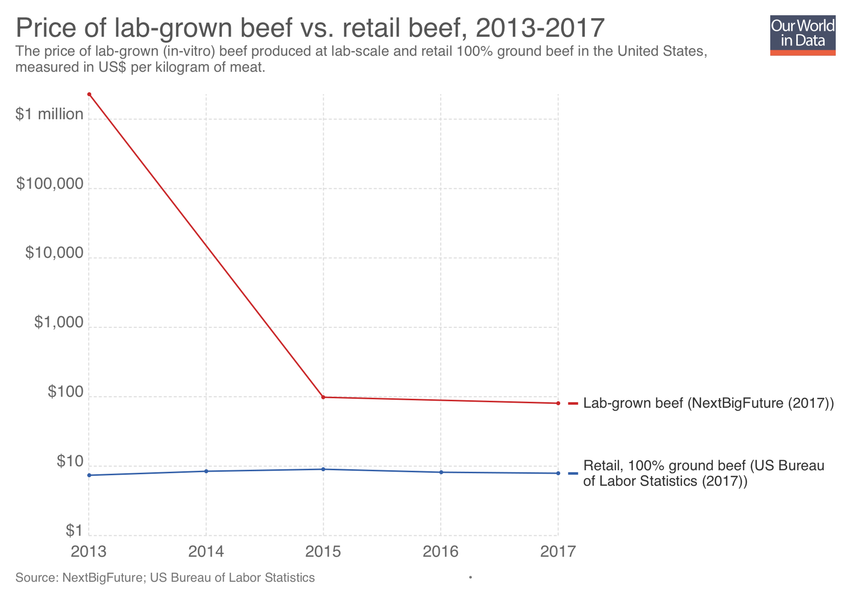 Price of lab-grown beef vs. retail beef, 2013-2017
The price of lab-grown (in-vitro) beef produced at lab-scale and retail 100% ground beef in the United States,
measured in US$ per kilogram of meat.
Our World
in Data
$1 million
$100,000
$10,000
$1,000
$100
$10
$1
Lab-grown beef (NextBigFuture (2017))
Retail, 100% ground beef (US Bureau
of Labor Statistics (2017))
2013 2014 2015 2016 2017
Source: NextBigFuture; US Bureau of Labor Statistics